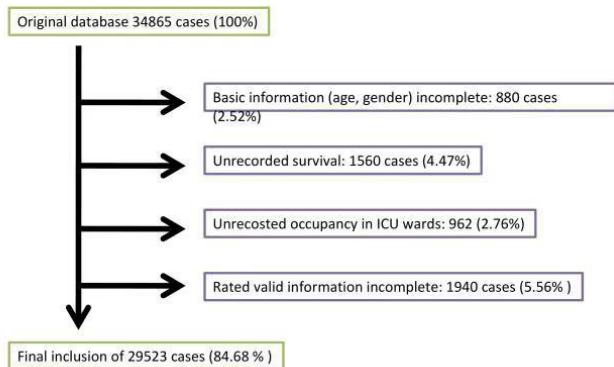 Original database 34865 cases (100%)
Basic information (age, gender) incomplete: 880 cases
(2.52%)
Unrecorded survival: 1560 cases (4.47%)
Unrecosted occupancy in ICU wards: 962 (2.76%)
Rated valid information incomplete: 1940 cases (5.56% )
Final inclusion of 29523 cases (84.68 % )